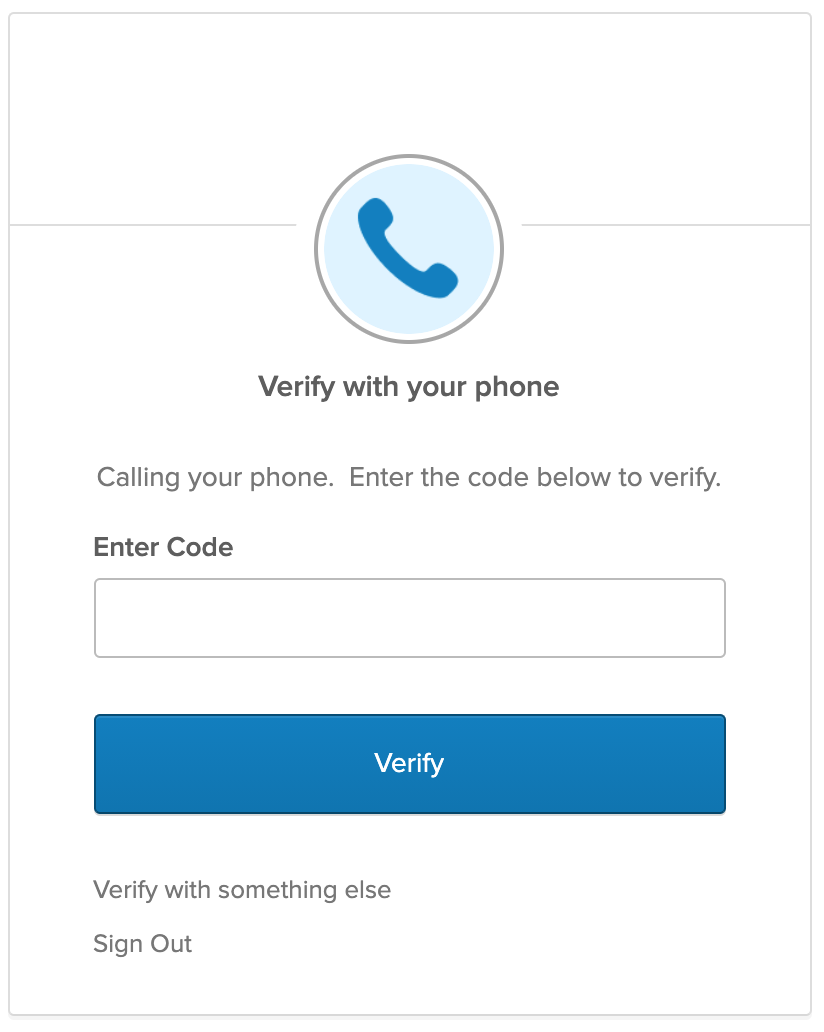 Verify with your phone
Calling your phone.  Enter the code below to verify.
Enter Code
Verify
Verify with something else
Sign Out